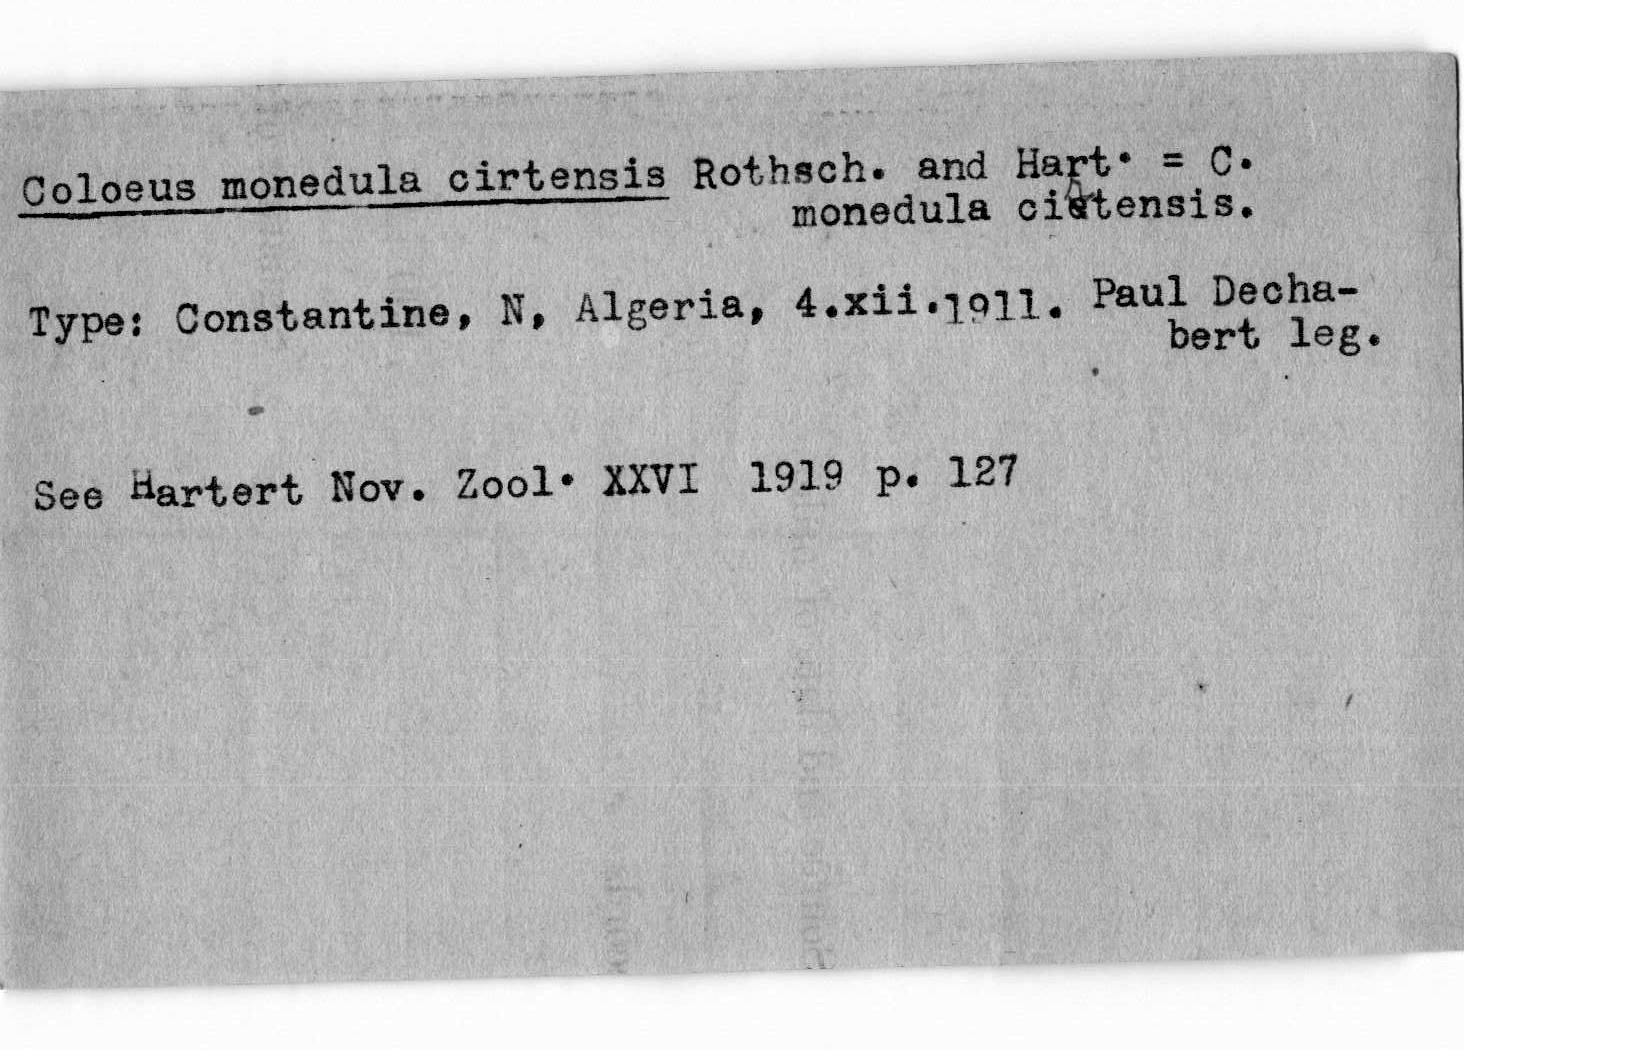 Coloeus monedula cirtensis Rothsch. and Hart. = C.
monedula cirtensis.
Type: Constantine, N, Algeria, 4.xii.1911. Paul Decha-
bert leg.
See Hartert Nov. Zool. XXVI 1919 p. 127